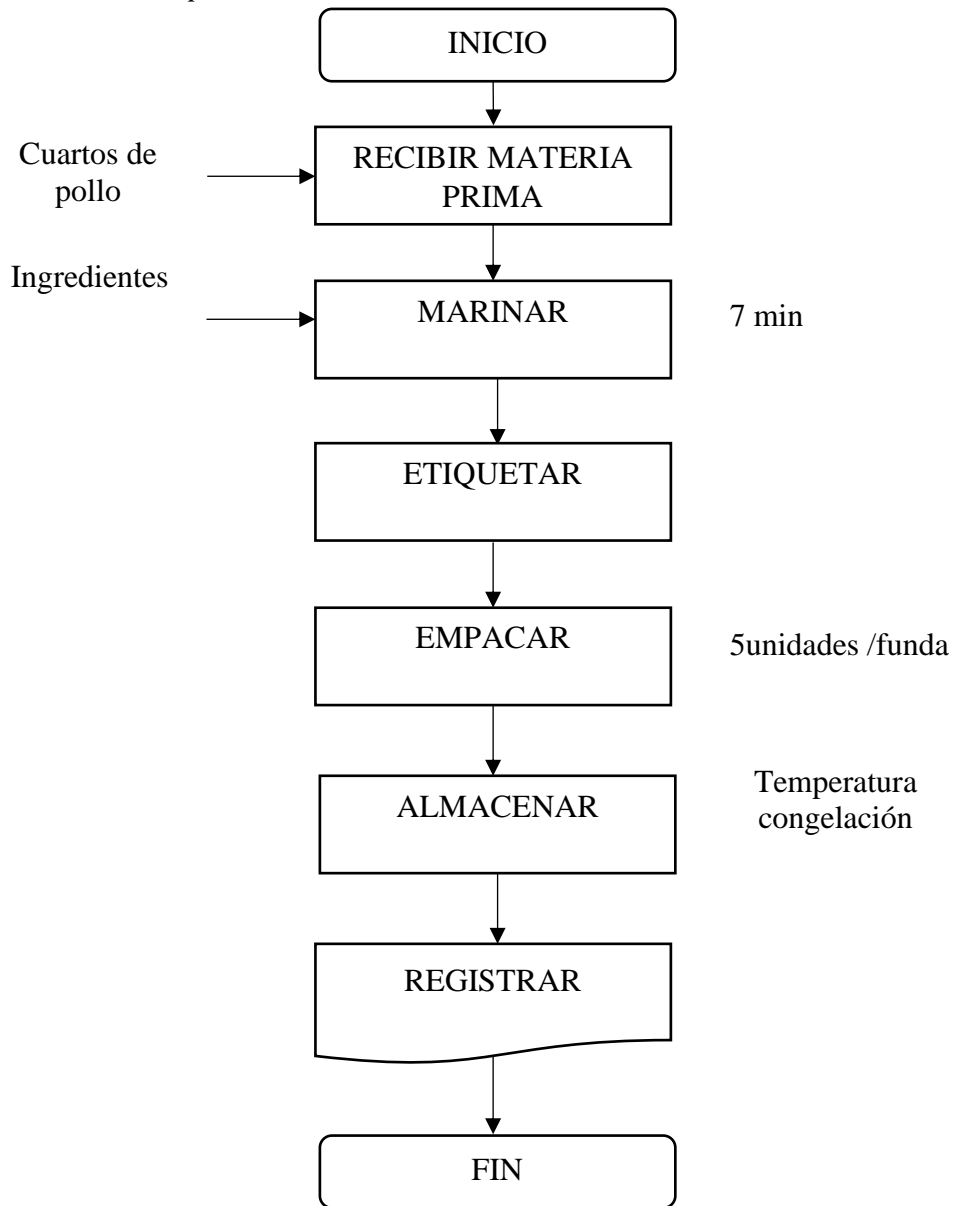 INICIO
Cuartos de
pollo
RECIBIR MATERIA
PRIMA
Ingredientes
MARINAR
7 min
ETIQUETAR
EMPACAR
5unidades /funda
ALMACENAR
Temperatura
congelación
REGISTRAR
FIN